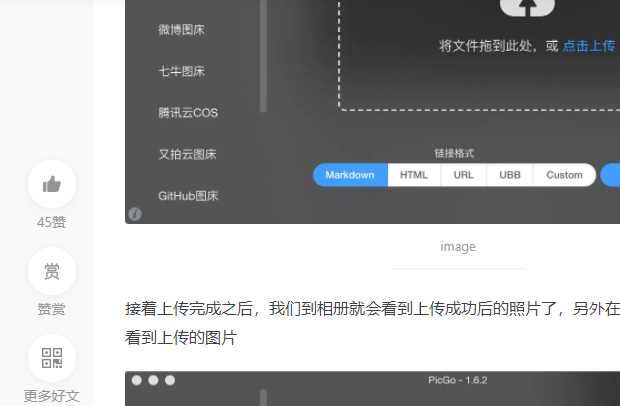 微博图床
七牛图床
腾讯云COS
又拍云图床
GitHub图床
将文件拖到此处，或 点击上传
链接格式
Markdown HTML URL UBB Custom
image
45赞
赏
赞赏
更多好文
接着上传完成之后，我们到相册就会看到上传成功后的照片了，另外在
看到上传的图片
PicGo - 1.6.2